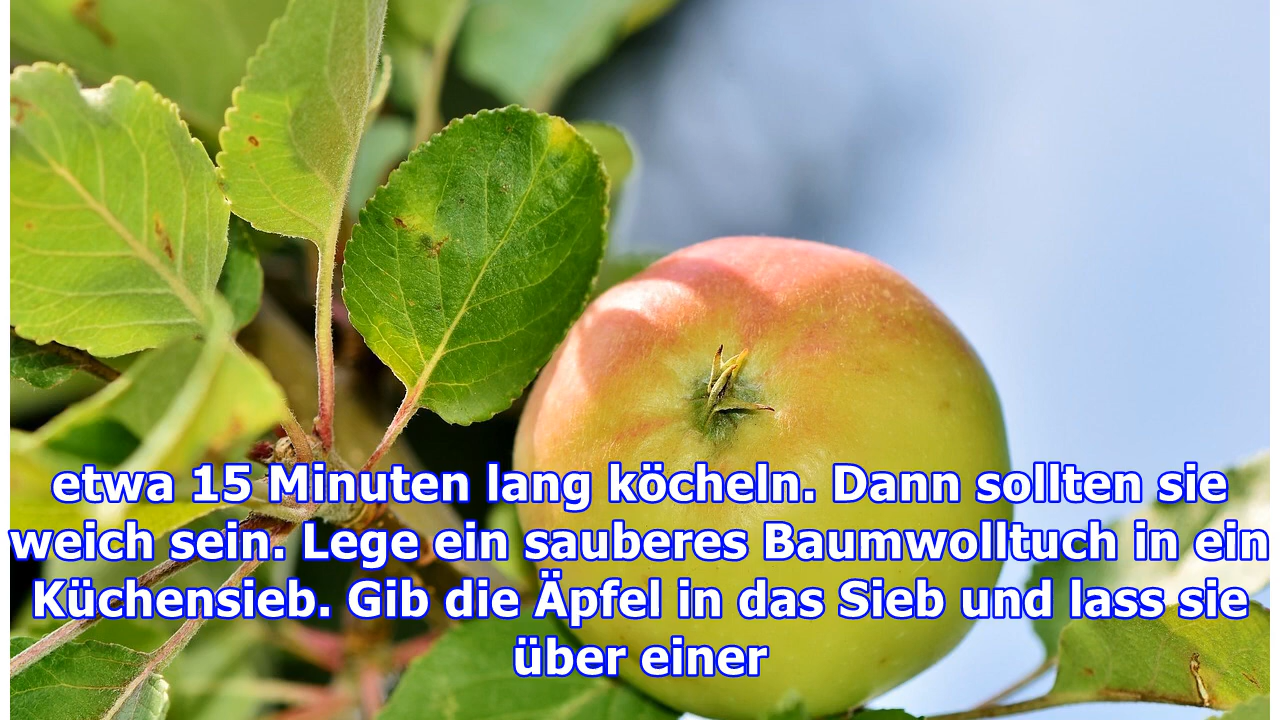 etwa 15 Minuten lang köcheln. Dann sollten sie
weich sein. Lege ein sauberes Baumwolltuch in ein
Küchensieb. Gib die Äpfel in das Sieb und lass sie
über einer